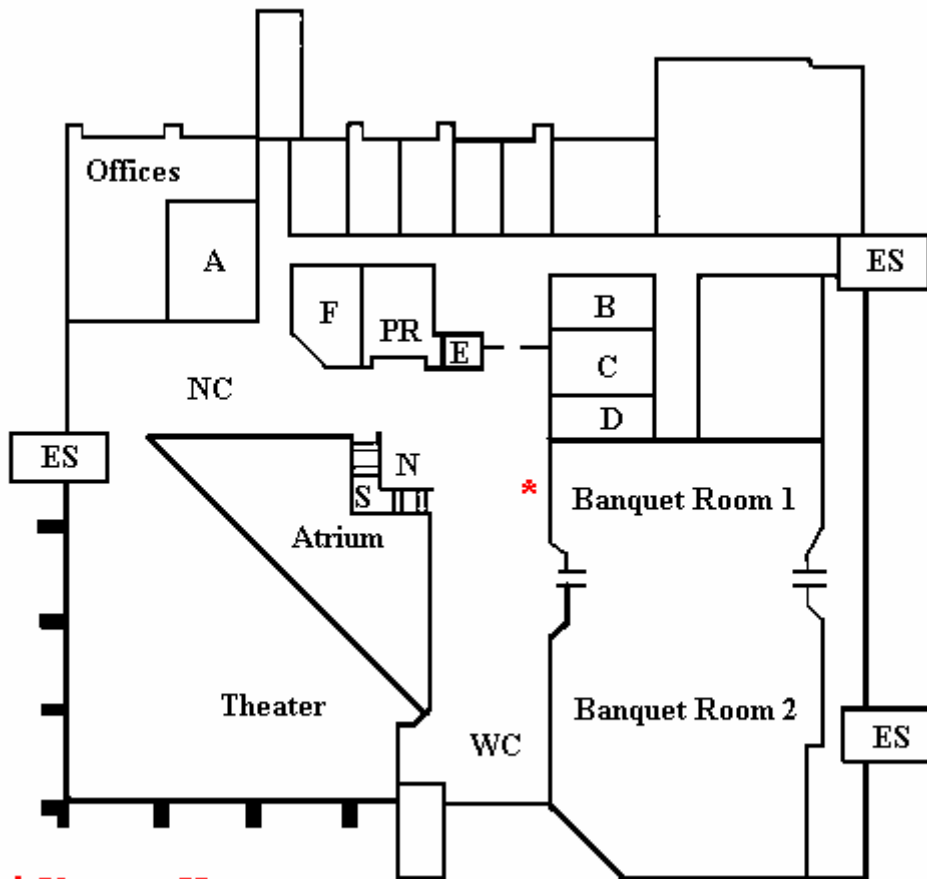 Offices
A
ES
F
PR
E
B
C
D
NC
ES
N
S
*
Banquet Room 1
Atrium
Theater
Banquet Room 2
WC
ES